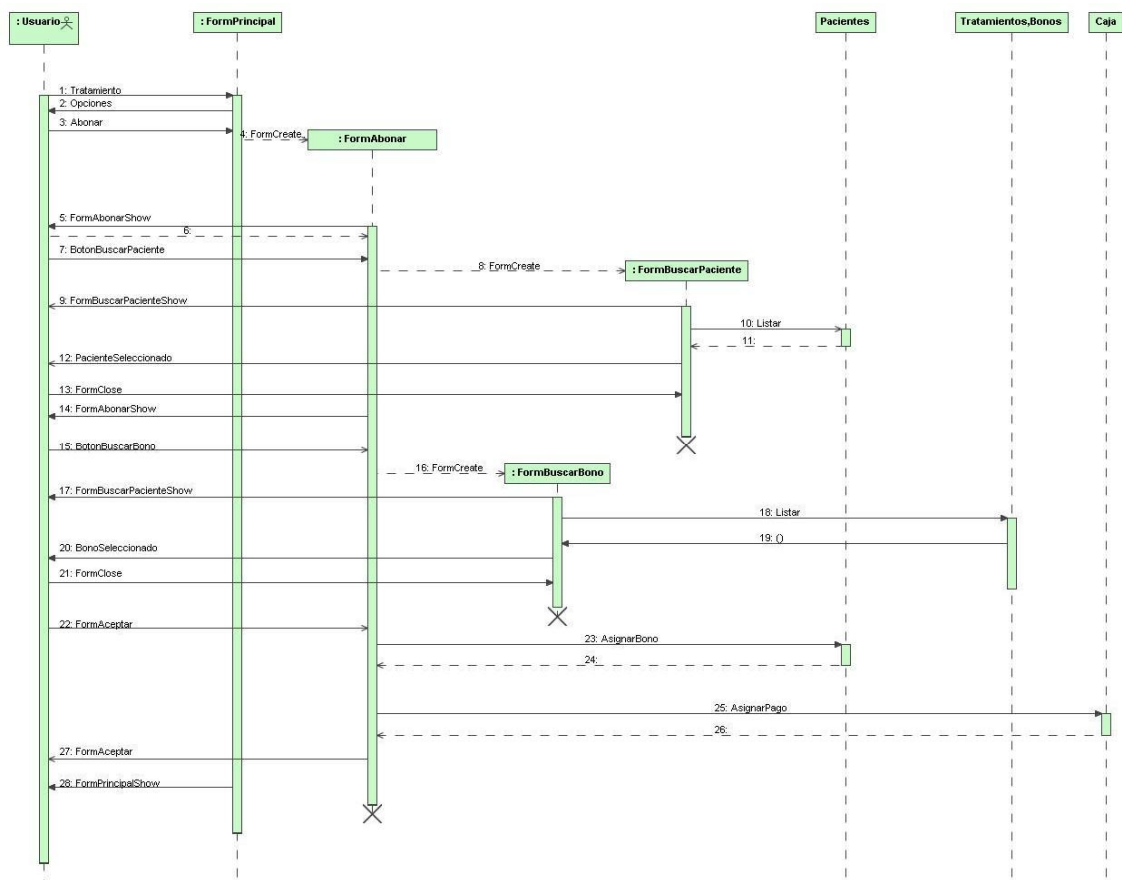 : Usuario
: FormPrincipal
Pacientes
Tratamientos,Bonos
Caja
1: Tratamiento
2: Opciones
3: Abonar
4: FormCreate
: FormAbonar
5: FormAbonarShow
6:
7: BotonBuscarPaciente
8: FormCreate
: FormBuscarPaciente
9: FormBuscarPacienteShow
10: Listar
11:
12: PacienteSeleccionado
13: FormClose
14: FormAbonarShow
15: BotonBuscarBono
16: FormCreate
: FormBuscarBono
17: FormBuscarPacienteShow
18: Listar
19: ()
20: BonoSeleccionado
21: FormClose
22: FormAceptar
23: AsignarBono
24:
25: AsignarPago
26:
27: FormAceptar
28: FormPrincipalShow